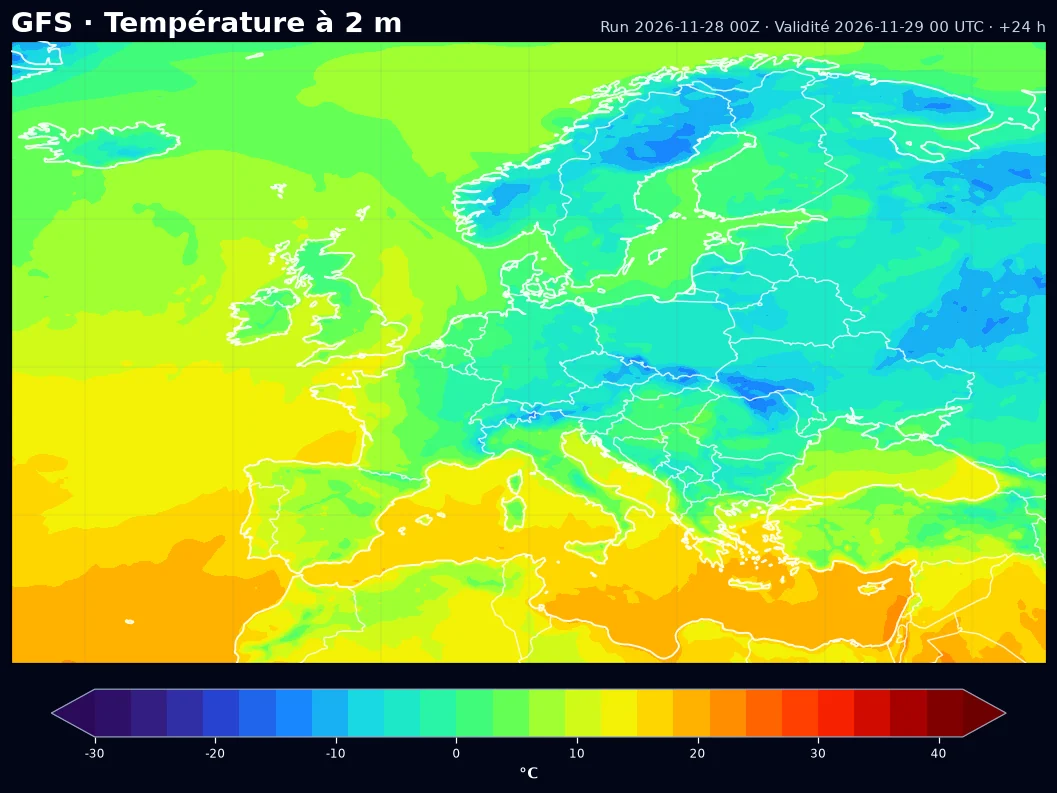 GFS · Température à 2 m
Run 2026-11-28 00Z · Validité 2026-11-29 00 UTC · +24 h
-30 -20 -10 0 10 20 30 40
°C